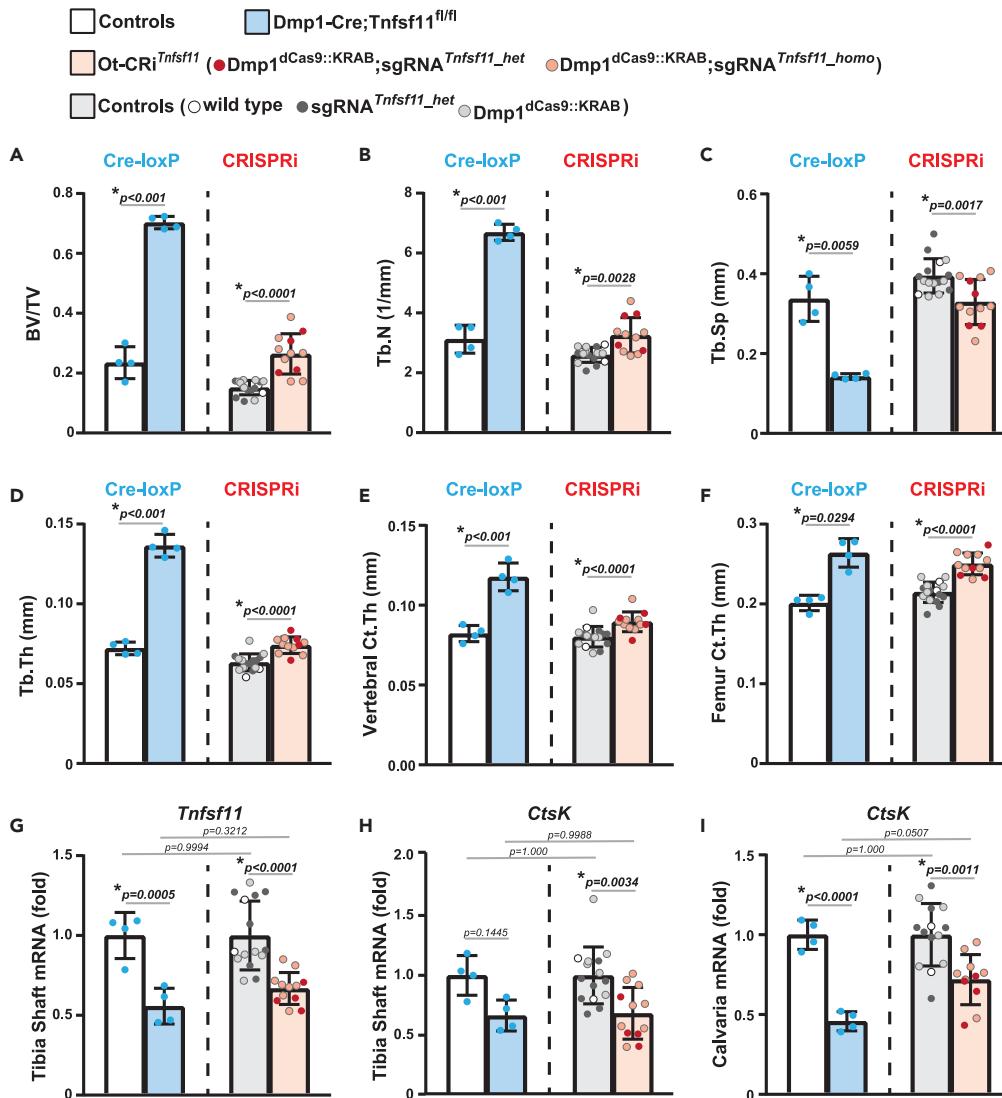 Controls Dmp1-Cre;Tnfsf11fl/fl
Ot-CRiTnfsf11 ( Dmp1dCas9::KRAB;sgRNATnfsf11_het Dmp1dCas9::KRAB;sgRNATnfsf11_homo)
Controls ( wild type sgRNATnfsf11_het Dmp1dCas9::KRAB)
A
Cre-loxP CRISPRi
BV/TV
0.8
0.6
0.4
0.2
0
* p<0.001
* p<0.0001
B
Cre-loxP CRISPRi
Tb.N (1/mm)
8
6
4
2
0
* p<0.001
* p=0.0028
C
Cre-loxP CRISPRi
Tb.Sp (mm)
0.6
0.4
0.2
0
* p=0.0059
* p=0.0017
D
Cre-loxP CRISPRi
Tb.Th (mm)
0.15
0.10
0.05
0
* p<0.001
* p<0.0001
E
Cre-loxP CRISPRi
Vertebral Ct.Th (mm)
0.15
0.10
0.05
0.00
* p<0.001
* p<0.0001
F
Cre-loxP CRISPRi
Femur Ct.Th (mm)
0.3
0.2
0.1
0
* p=0.0294
* p<0.0001
G
Tnfsf11
p=0.3212
p=0.9994
Tibia Shaft mRNA (fold)
1.5
1.0
0.5
0
* p=0.0005
* p<0.0001
H
CtsK
p=0.9988
p=1.000
Tibia Shaft mRNA (fold)
2.0
1.5
1.0
0.5
0
p=0.1445
* p=0.0034
I
CtsK
p=0.0507
p=1.000
Calvaria mRNA (fold)
1.5
1.0
0.5
0
* p<0.0001
* p=0.0011